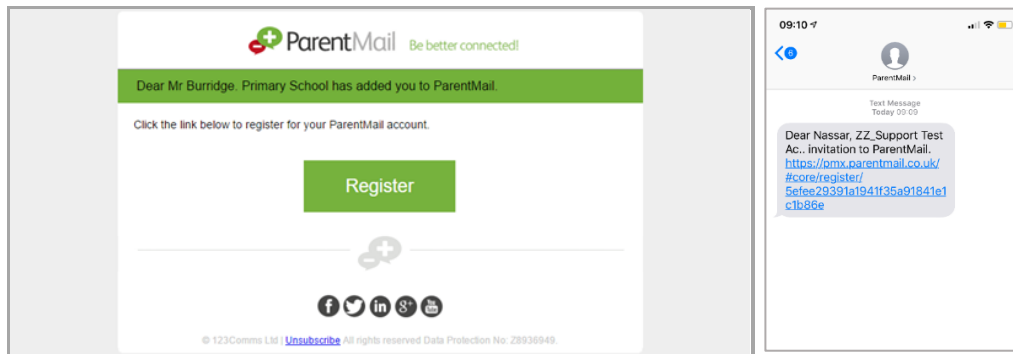 ParentMail Be better connected!
Dear Mr Burridge. Primary School has added you to ParentMail.
Click the link below to register for your ParentMail account.
Register
© 123Comms Ltd | Unsubscribe All rights reserved Data Protection No: Z8936949.
09:10
6
ParentMail >
Text Message
Today 09:09
Dear Nassar, ZZ_Support Test
Ac.. invitation to ParentMail.
https://pmx.parentmail.co.uk/
#core/register/
5efee29391a1941f35a91841e1
c1b86e